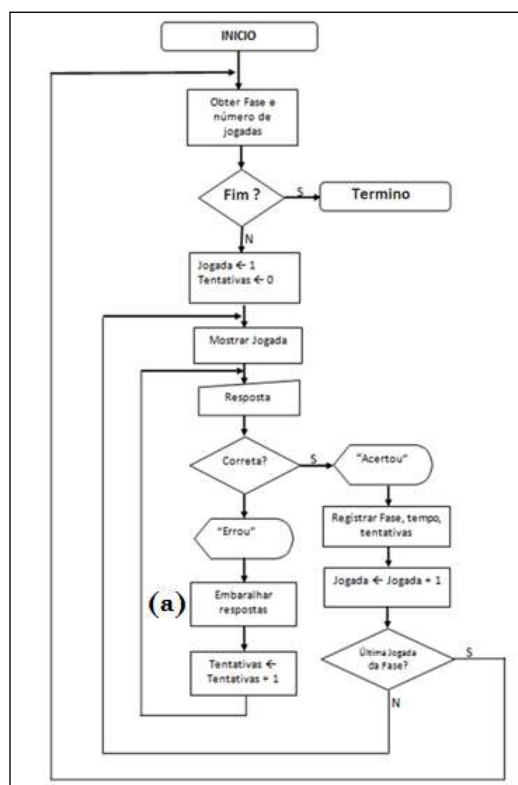 INICIO
Obter Fase e
número de
jogadas
Fim ?
S
Termino
N
Jogada ← 1
Tentativas ← 0
Mostrar Jogada
Resposta
Correta?
S
"Acertou"
"Errou"
Registrar Fase, tempo,
tentativas
(a)
Embaralhar
respostas
Jogada ← Jogada + 1
Tentativas ←
Tentativas + 1
Última Jogada
da Fase?
S
N